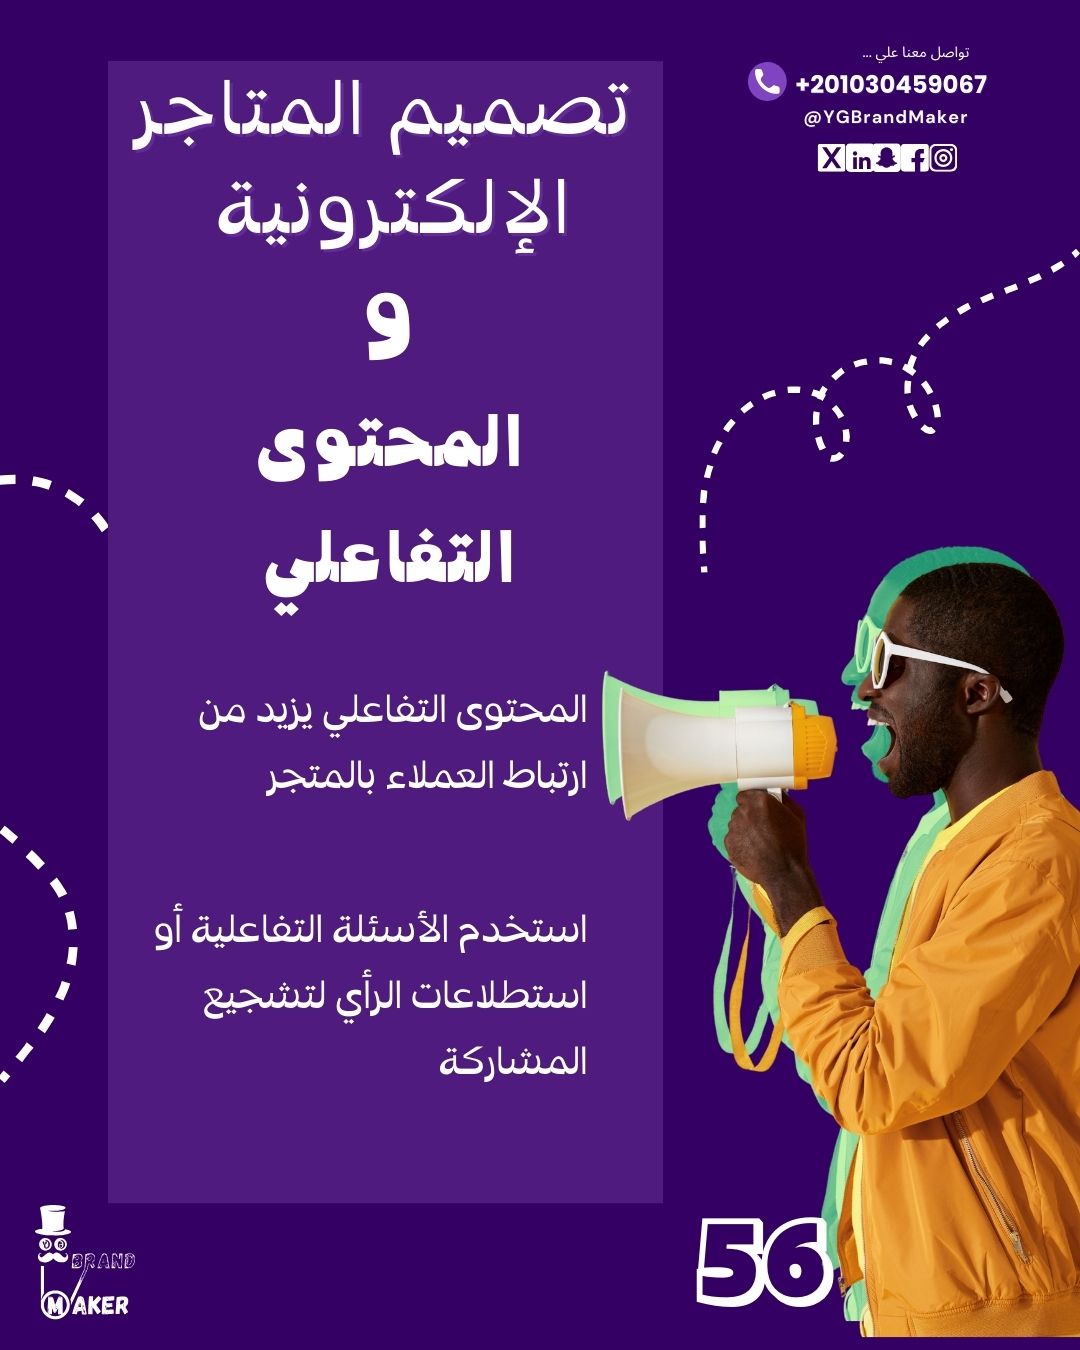 تواصل معنا علي ...
+201030459067
@YGBrandMaker
تصميم المتاجر
الإلكترونية
و
المحتوى
التفاعلي
المحتوى التفاعلي يزيد من
ارتباط العملاء بالمتجر
استخدم الأسئلة التفاعلية أو
استطلاعات الرأي لتشجيع
المشاركة
56
BRAND
MAKER